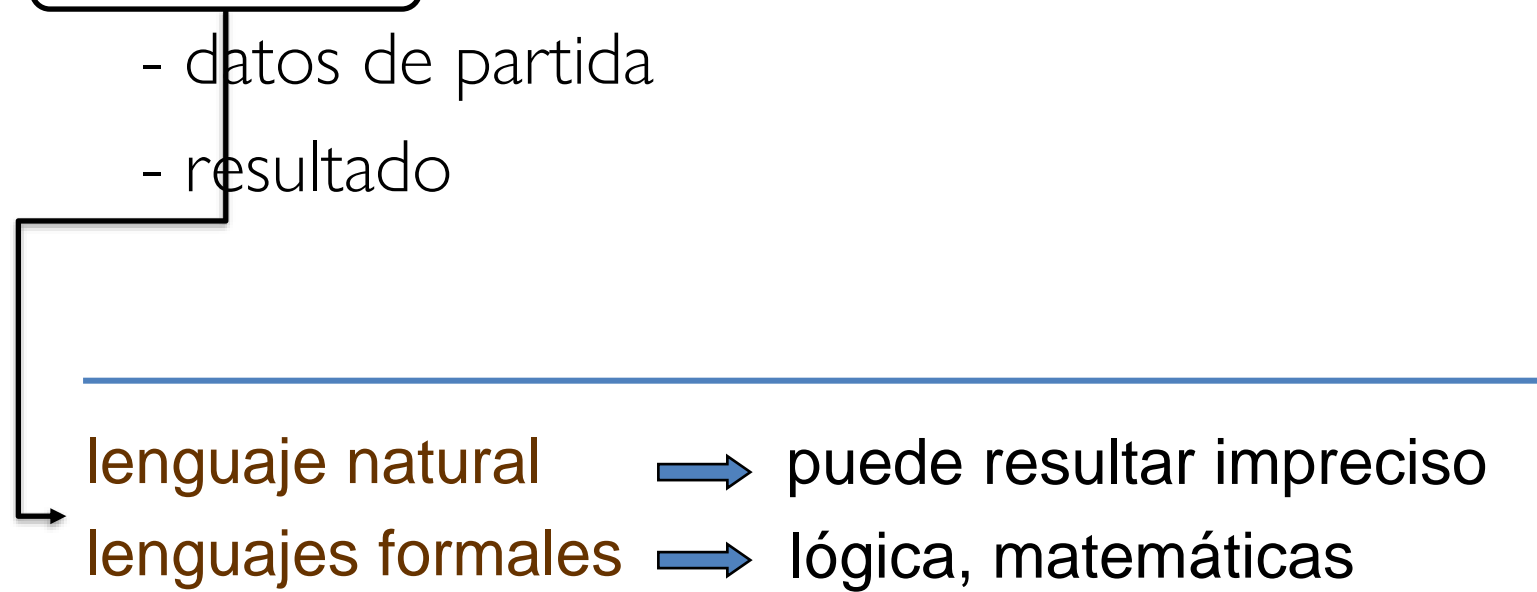 - datos de partida
- resultado
lenguaje natural puede resultar impreciso
lenguajes formales lógica, matemáticas